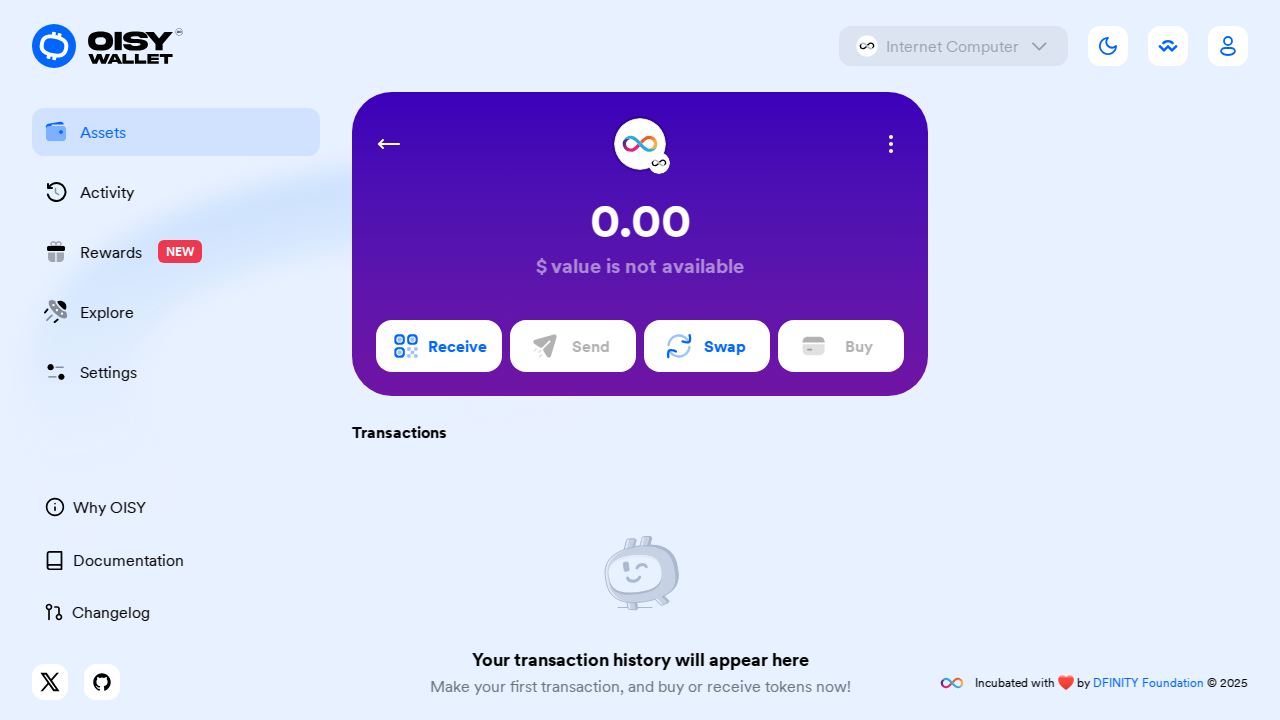 OISY
WALLET
Internet Computer
Assets
Activity
Rewards NEW
Explore
Settings
0.00
$ value is not available
Receive
Send
Swap
Buy
Transactions
Why OISY
Documentation
Changelog
Your transaction history will appear here
Make your first transaction, and buy or receive tokens now!
Incubated with ❤️ by DFINITY Foundation © 2025